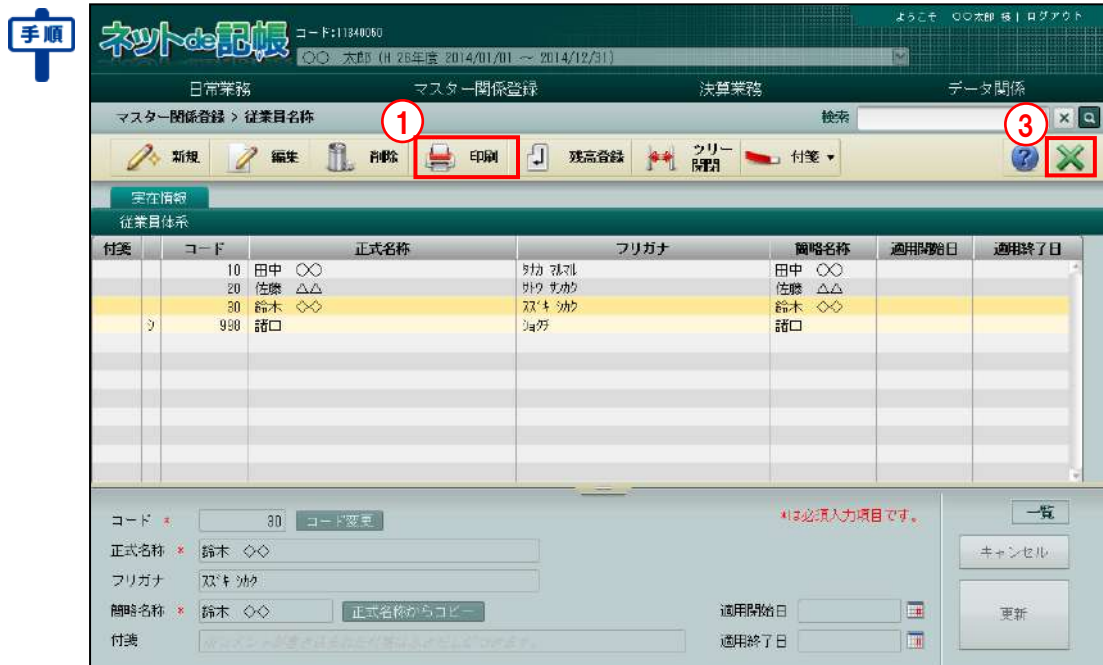 手順
ネットde記帳 コード:11340060
ようこそ 〇〇太郎 様 | ログアウト
〇〇 太郎 (H 26年度 2014/01/01 ～ 2014/12/31)
日常業務 マスター関係登録 決算業務 データ関係
マスター関係登録 > 従業員名称 検索
① ③
新規 編集 削除 印刷 残高登録 ツリー開閉 付箋
実在情報
従業員体系
付箋 コード 正式名称 フリガナ 簡略名称 適用開始日 適用終了日
10 田中 〇〇 ﾀﾅｶ ﾏﾙﾏﾙ 田中 〇〇
20 佐藤 △△ ｻﾄｳ ｻﾝｶｸ 佐藤 △△
30 鈴木 ◇◇ ｽｽﾞｷ ｼｶｸ 鈴木 ◇◇
ｼ 998 諸口 ｼｮｸﾁ 諸口
コード * 30 コード変更 *は必須入力項目です。 一覧
正式名称 * 鈴木 ◇◇ キャンセル
フリガナ ｽｽﾞｷ ｼｶｸ
簡略名称 * 鈴木 ◇◇ 正式名称からコピー 適用開始日 更新
付箋 適用終了日